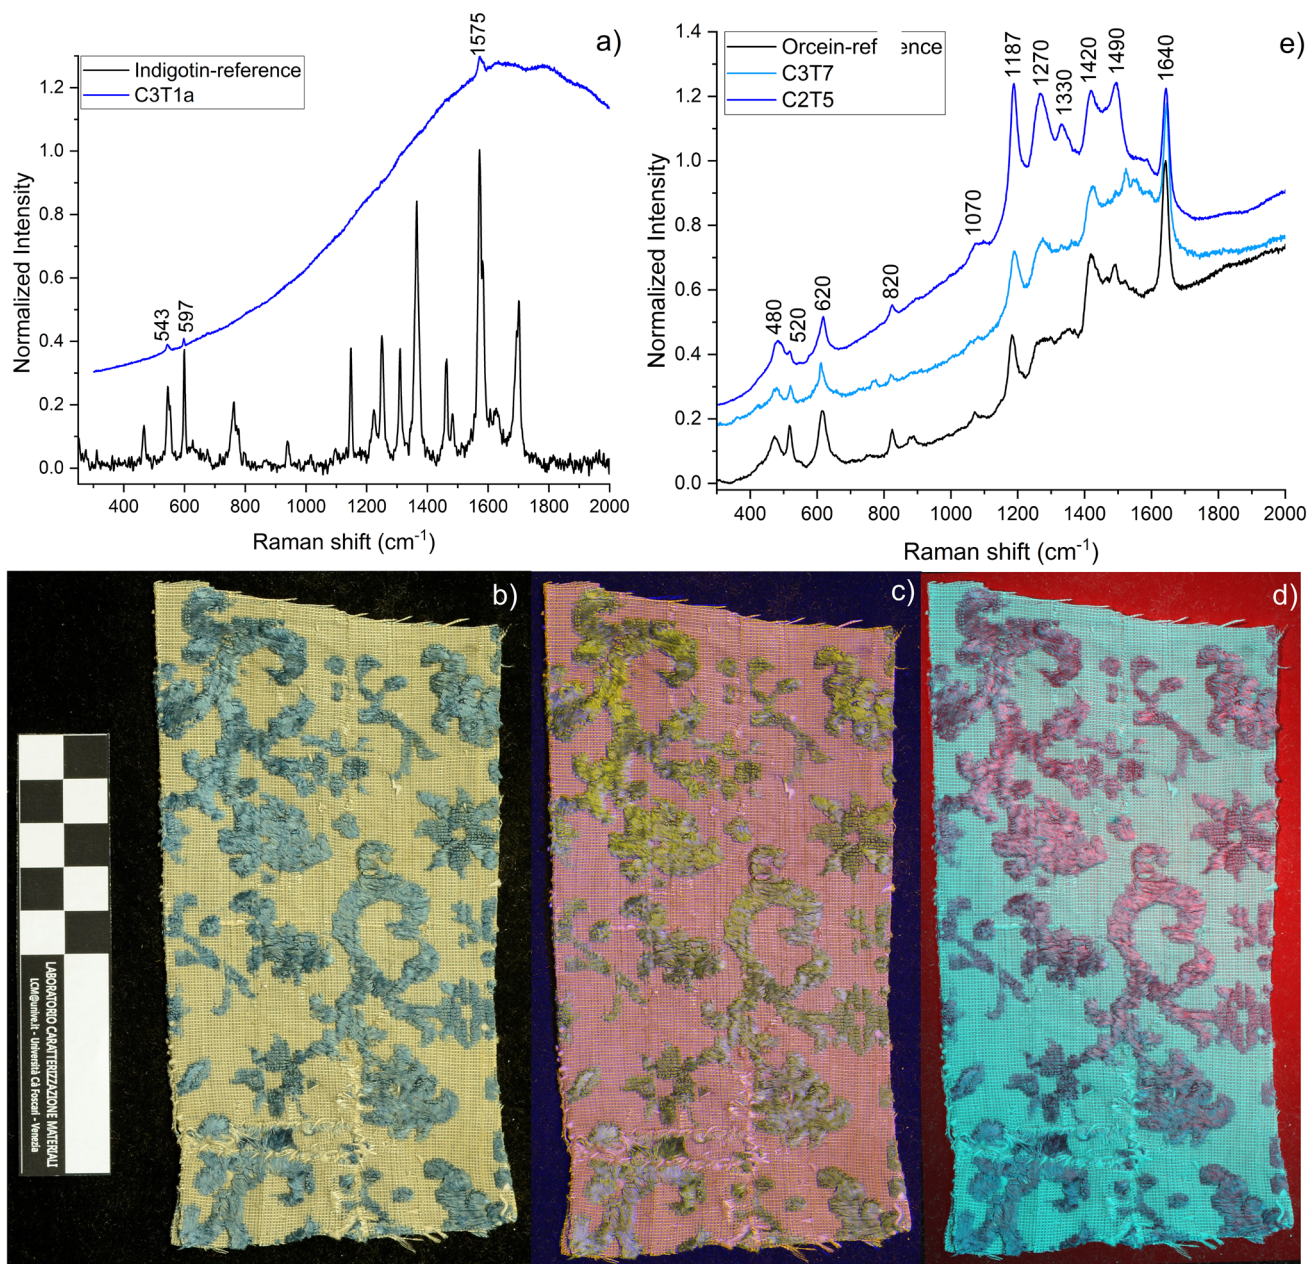 a)
Indigotin-reference
C3T1a
1575
543
597
1.2
1.0
0.8
0.6
0.4
0.2
0.0
Normalized Intensity
400 600 800 1000 1200 1400 1600 1800 2000
Raman shift (cm-1)
e)
Orcein-ref ence
C3T7
C2T5
1187
1270
1330
1420
1490
1640
1070
820
620
520
480
1.4
1.2
1.0
0.8
0.6
0.4
0.2
0.0
Normalized Intensity
400 600 800 1000 1200 1400 1600 1800 2000
Raman shift (cm-1)
b)
c)
d)
LABORATORIO CARATTERIZZAZIONE MATERIALI
LCM@unive.it - Università Cà Foscari - Venezia